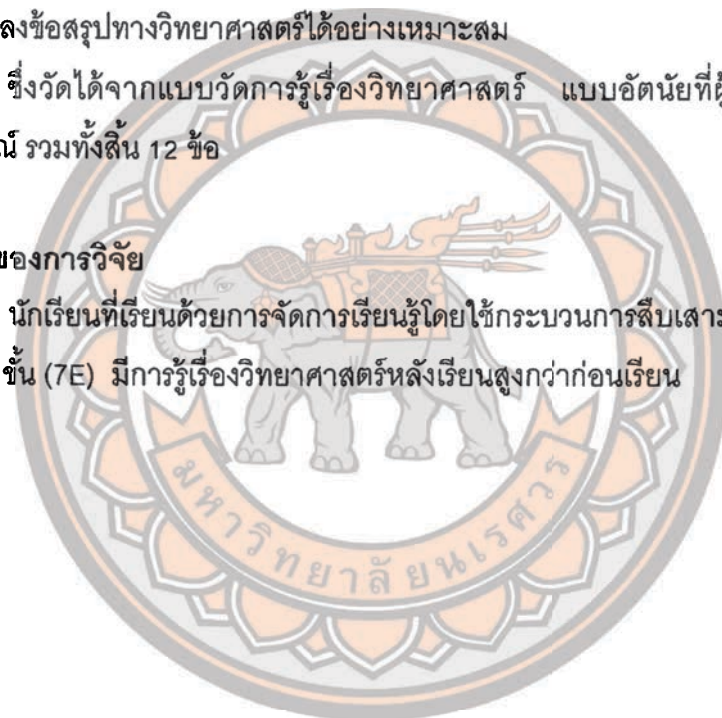 ลงข้อสรุปทางวิทยาศาสตร์ได้อย่างเหมาะสม
ซึ่งวัดได้จากแบบวัดการรู้เรื่องวิทยาศาสตร์ แบบอัตนัยที่ผู้
ณ์ รวมทั้งสิ้น 12 ข้อ
ของการวิจัย
นักเรียนที่เรียนด้วยการจัดการเรียนรู้โดยใช้กระบวนการสืบเสาะ
ขั้น (7E) มีการรู้เรื่องวิทยาศาสตร์หลังเรียนสูงกว่าก่อนเรียน
มหาวิทยาลัยนเรศวร